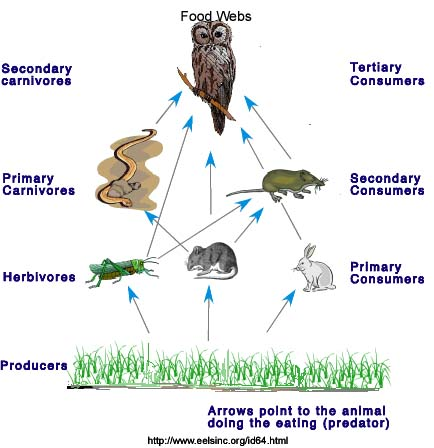 Food Webs
Secondary
carnivores
Tertiary
Consumers
Primary
Carnivores
Secondary
Consumers
Herbivores
Primary
Consumers
Producers
Arrows point to the animal
doing the eating (predator)
http://www.eelsinc.org/id64.html